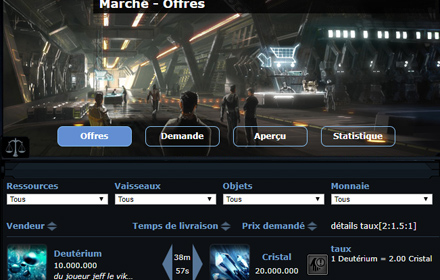 Marché - Offres
Offres Demande Aperçu Statistique
Ressources Vaisseaux Objets Monnaie
Tous Tous Tous Tous
Vendeur Temps de livraison Prix demandé détails taux[2:1.5:1]
Deutérium 38m Cristal taux
10.000.000 57s 20.000.000 1 Deutérium = 2.00 Cristal
du joueur jeff le vik...